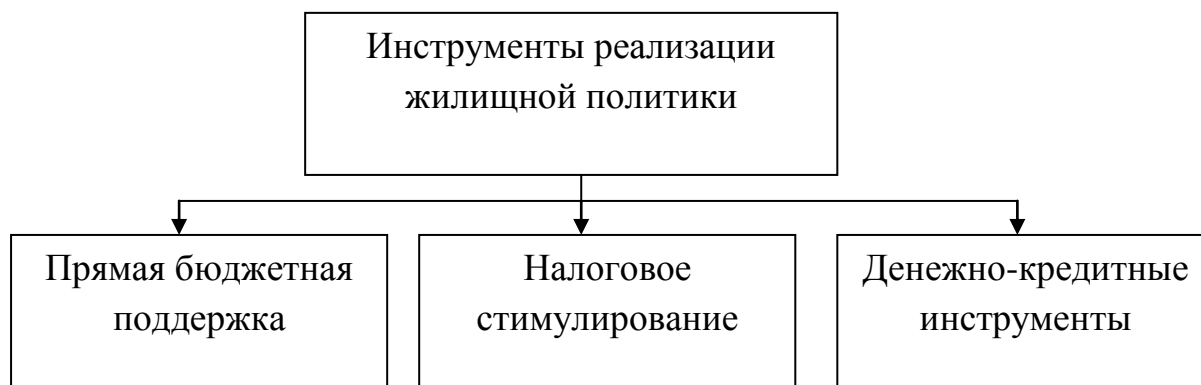 Инструменты реализации
жилищной политики
Прямая бюджетная
поддержка
Налоговое
стимулирование
Денежно-кредитные
инструменты